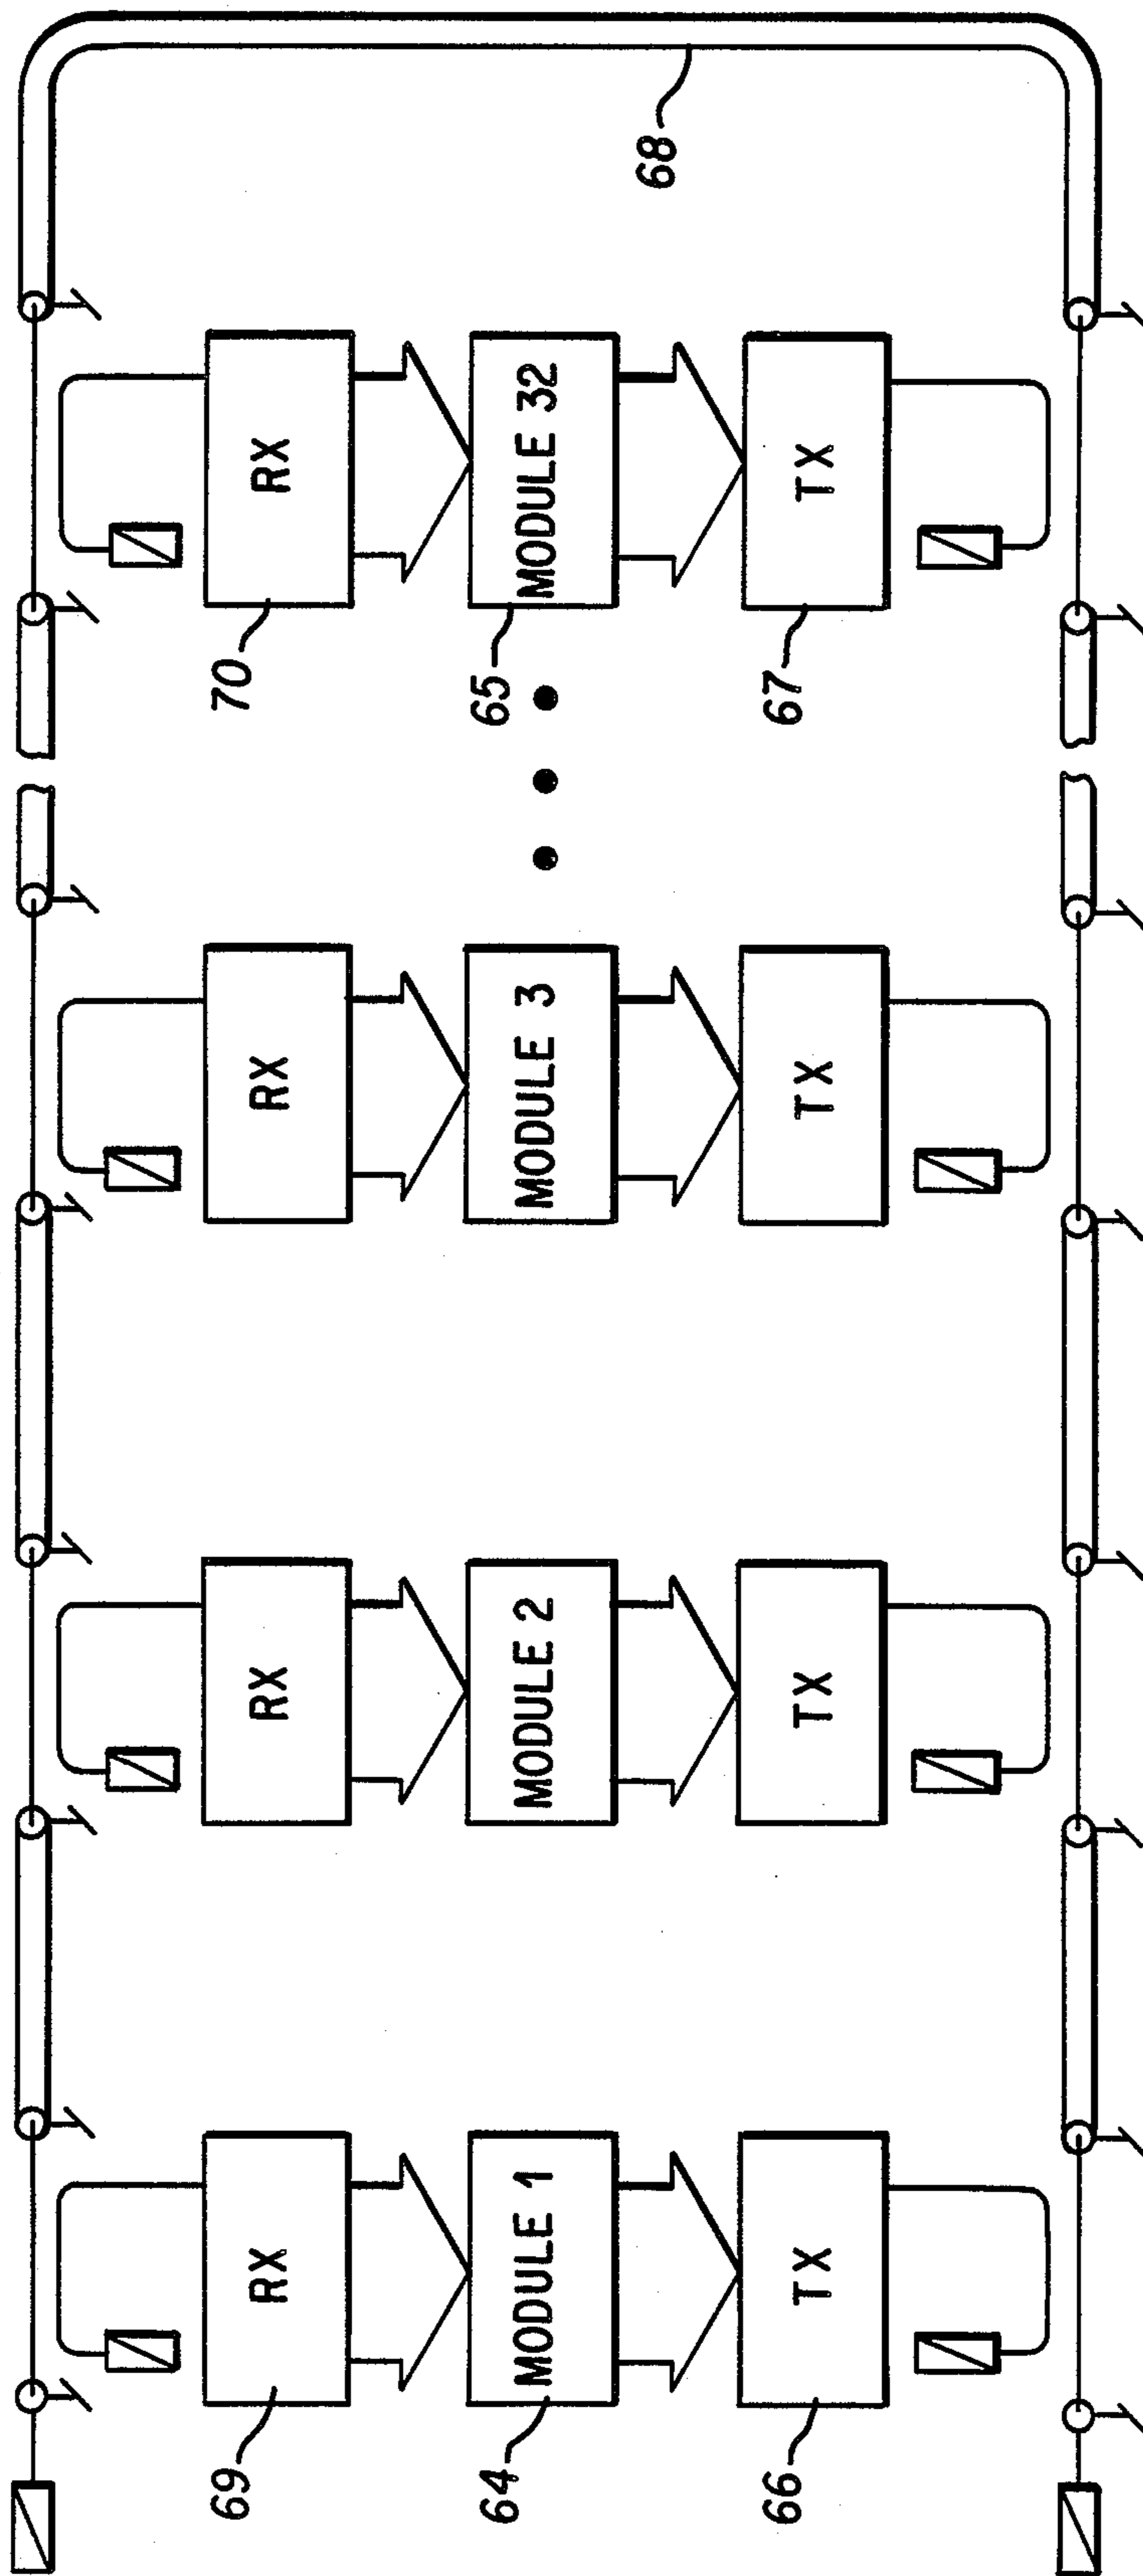 69
RX
RX
RX
70
RX
64
MODULE 1
MODULE 2
MODULE 3
65
MODULE 32
66
TX
TX
TX
67
TX
68